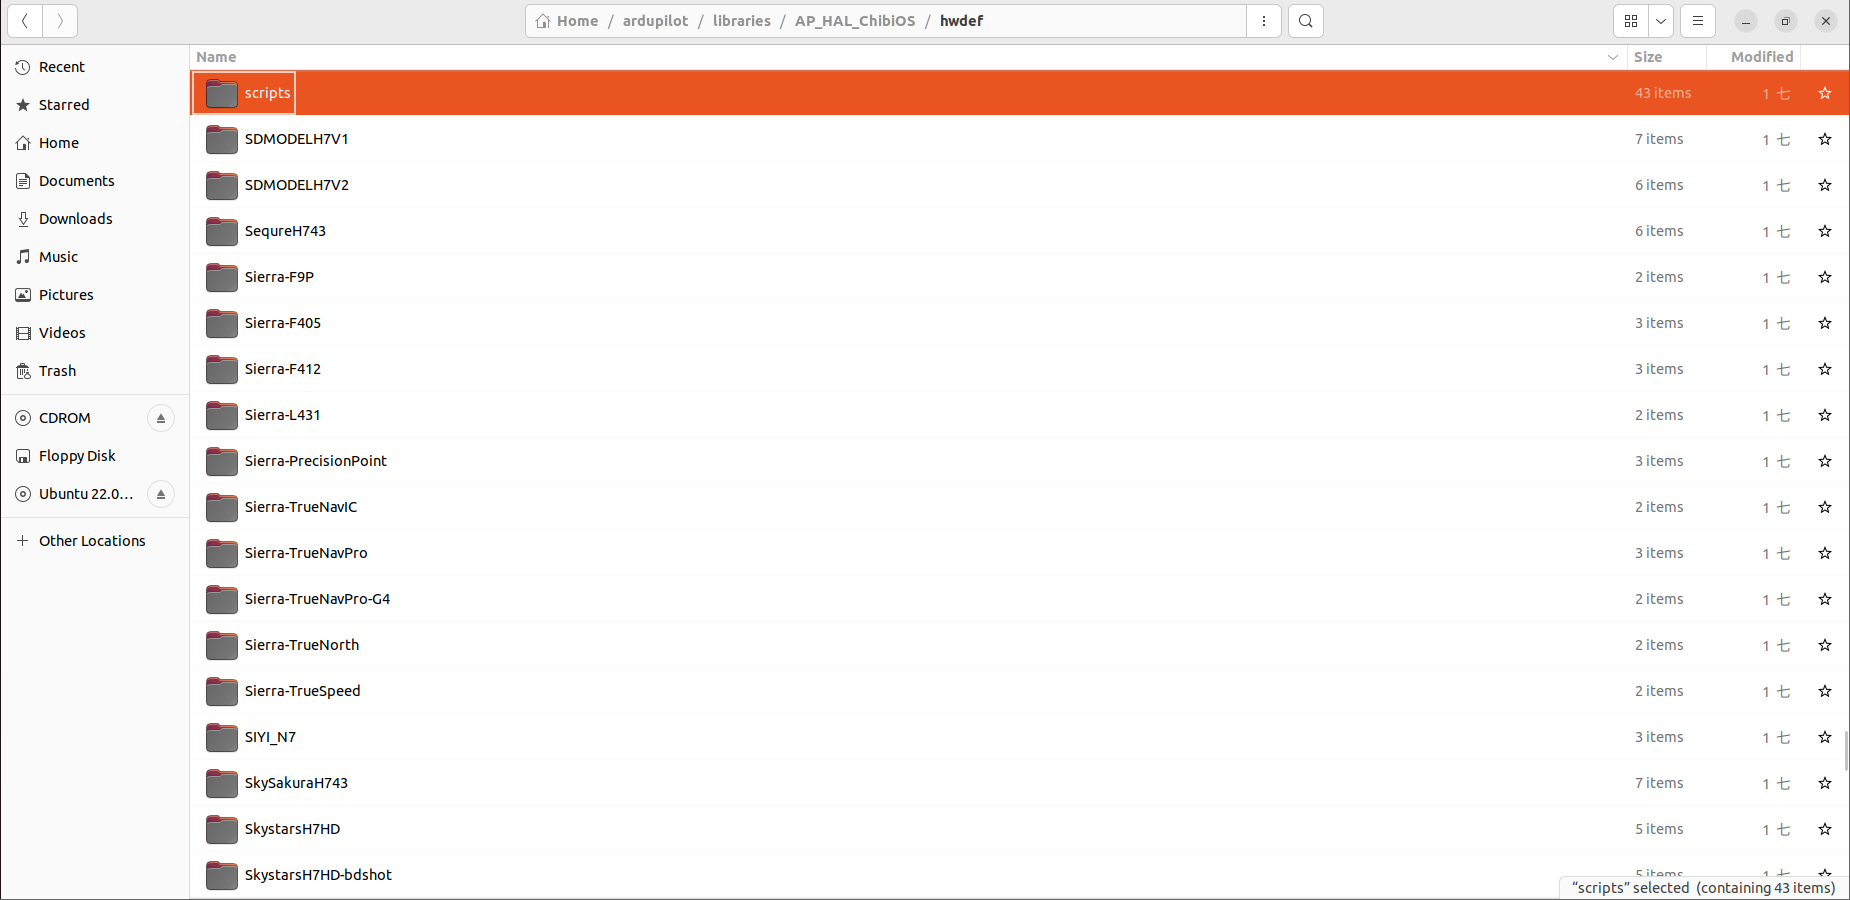 Home / ardupilot / libraries / AP_HAL_ChibiOS / hwdef
Name Size Modified
Recent
Starred
Home
Documents
Downloads
Music
Pictures
Videos
Trash
CDROM
Floppy Disk
Ubuntu 22.0...
Other Locations
scripts 43 items 1 七
SDMODELH7V1 7 items 1 七
SDMODELH7V2 6 items 1 七
SequreH743 6 items 1 七
Sierra-F9P 2 items 1 七
Sierra-F405 3 items 1 七
Sierra-F412 3 items 1 七
Sierra-L431 2 items 1 七
Sierra-PrecisionPoint 3 items 1 七
Sierra-TrueNavIC 2 items 1 七
Sierra-TrueNavPro 3 items 1 七
Sierra-TrueNavPro-G4 2 items 1 七
Sierra-TrueNorth 2 items 1 七
Sierra-TrueSpeed 2 items 1 七
SIYI_N7 3 items 1 七
SkySakuraH743 7 items 1 七
SkystarsH7HD 5 items 1 七
SkystarsH7HD-bdshot 5 items 1 七
“scripts” selected (containing 43 items)